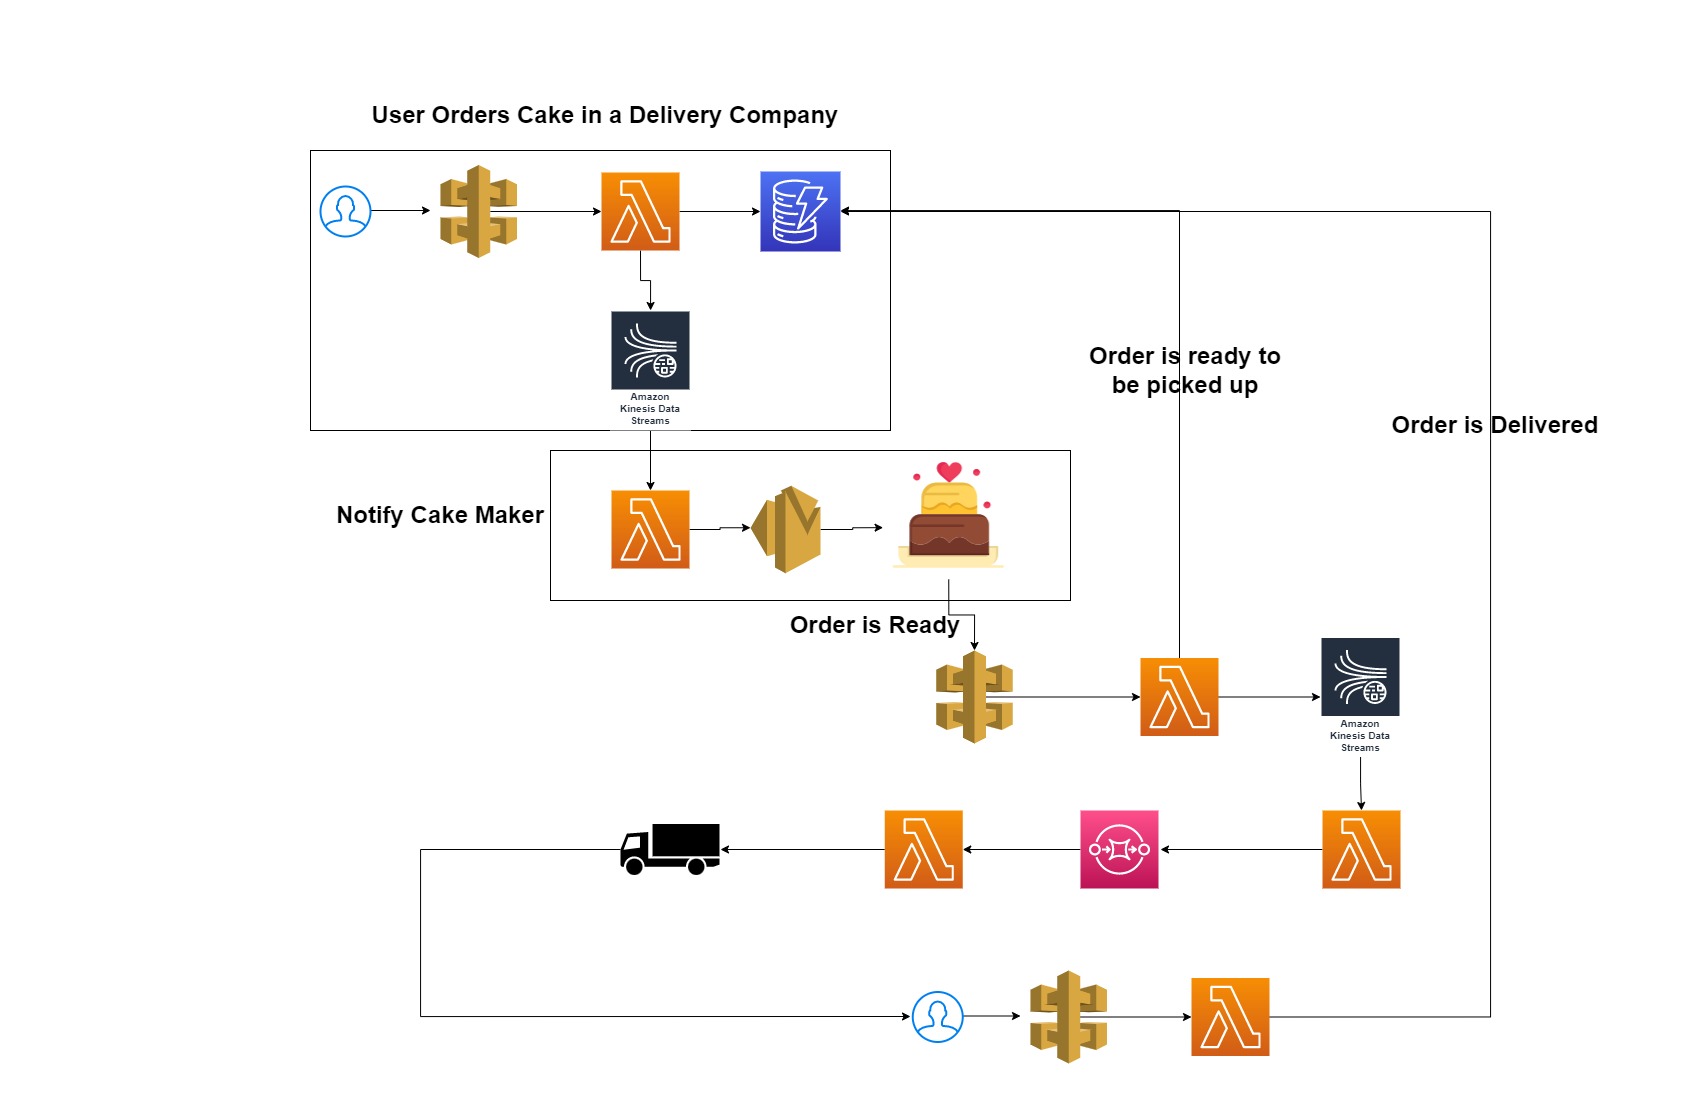 User Orders Cake in a Delivery Company
Amazon
Kinesis Data
Streams
Order is ready to
be picked up
Order is Delivered
Notify Cake Maker
Order is Ready
Amazon
Kinesis Data
Streams